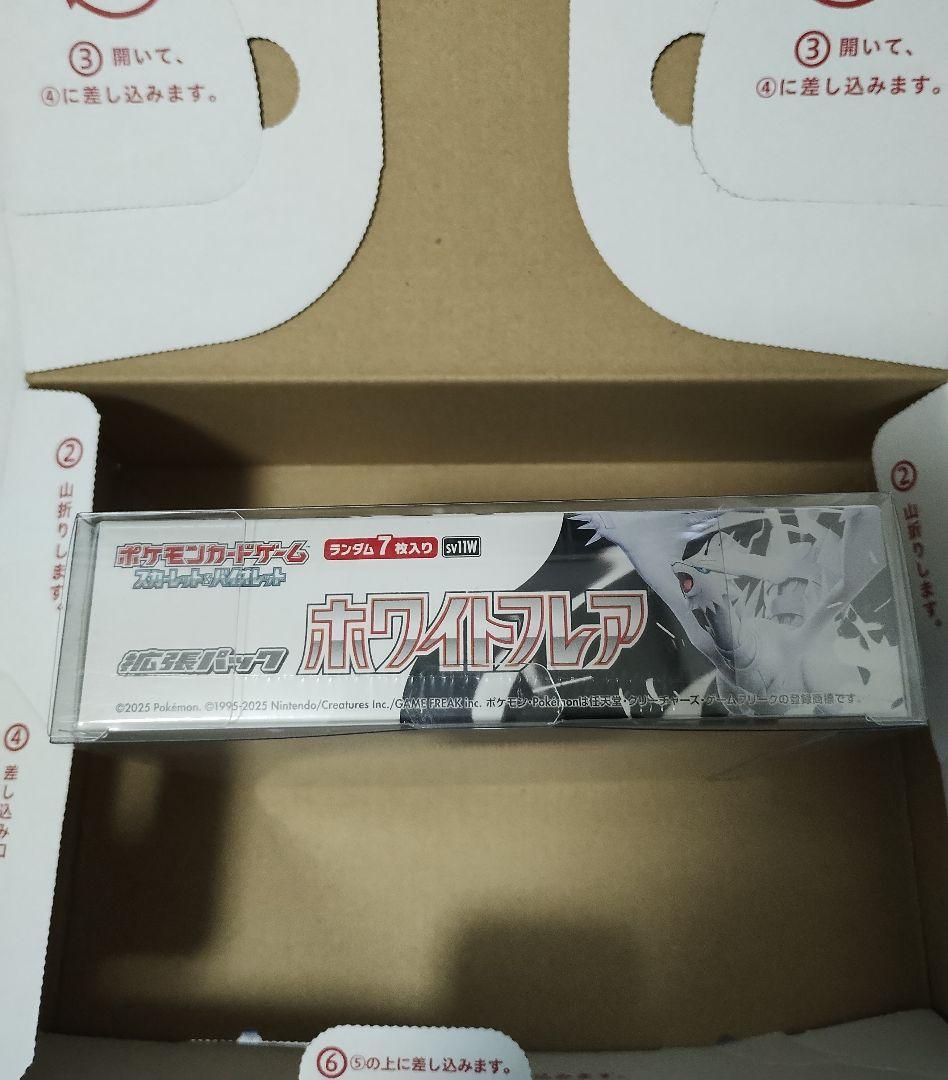 ③ 開いて、
④に差し込みます。
③ 開いて、
④に差し込みます。
② 山折りします。
② 山折りします。
ポケモンカードゲーム
スカーレット&バイオレット
ランダム7枚入り sv11W
ホワイトフレア
拡張パック
©2025 Pokémon. ©1995-2025 Nintendo/Creatures Inc./GAME FREAK inc. ポケモン・Pokémonは任天堂・クリーチャーズ・ゲームフリークの登録商標です。
④ 差し込み口
⑥ ⑤の上に差し込みます。